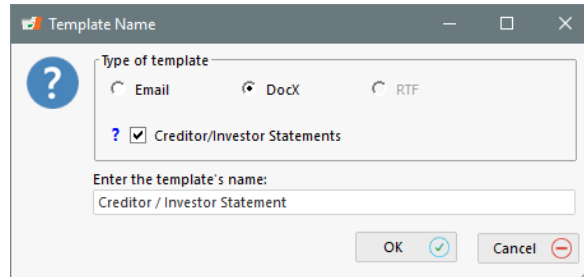 Template Name
Type of template
Email DocX RTF
? Creditor/Investor Statements
Enter the template's name:
Creditor / Investor Statement
OK Cancel